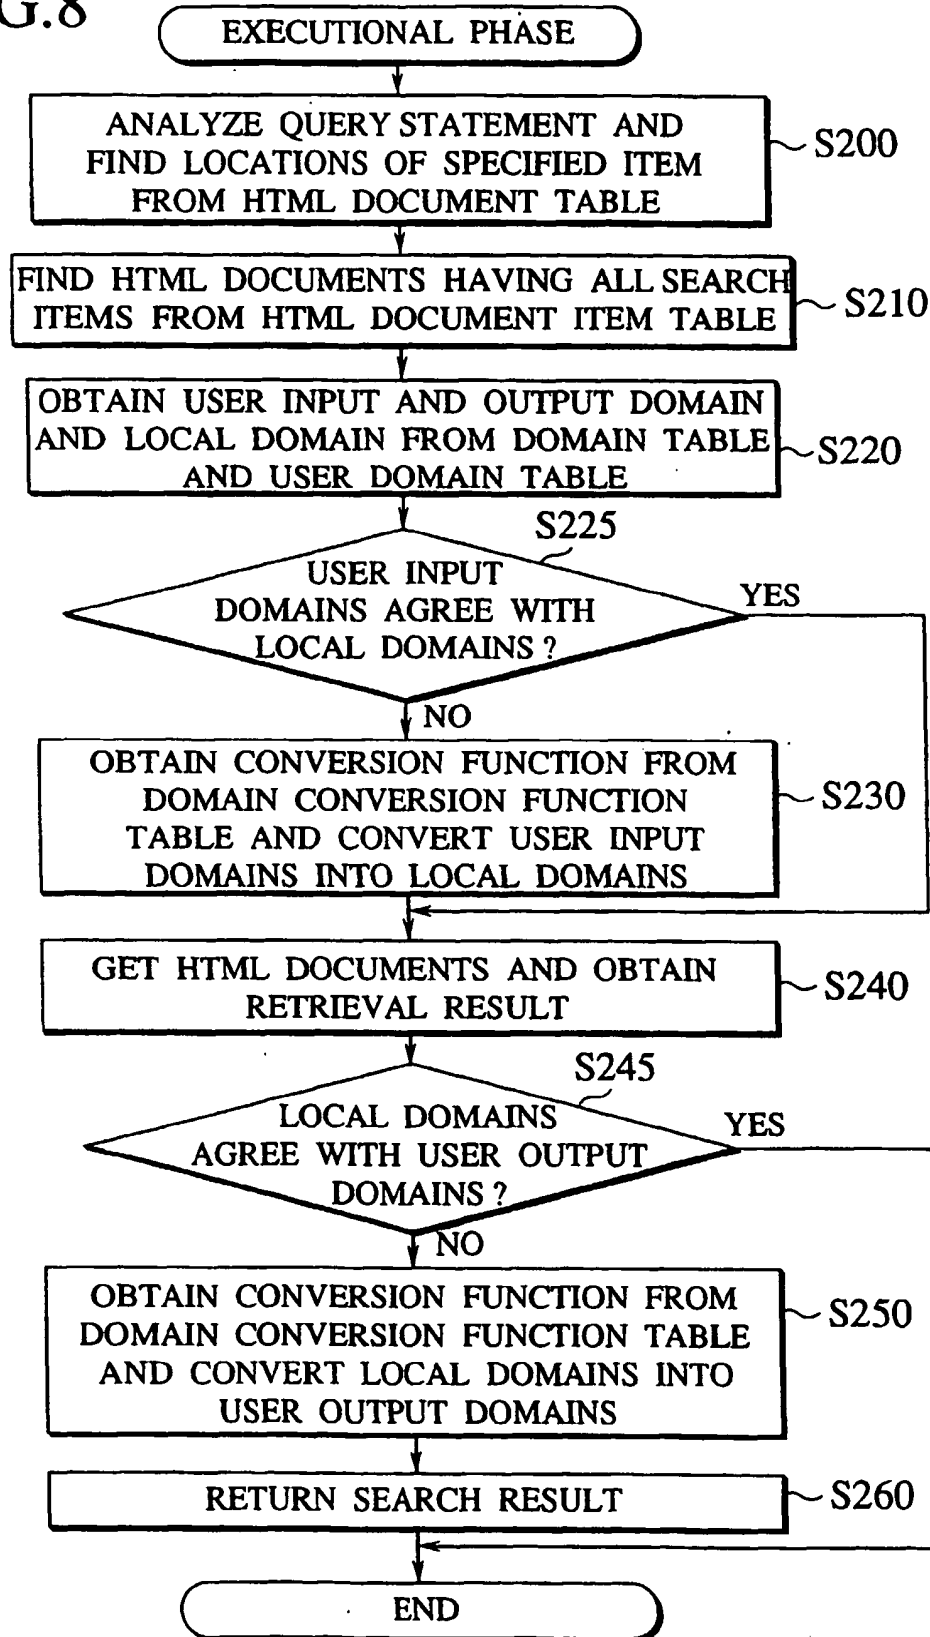 G.8
EXECUTIONAL PHASE
ANALYZE QUERY STATEMENT AND
FIND LOCATIONS OF SPECIFIED ITEM
FROM HTML DOCUMENT TABLE
S200
FIND HTML DOCUMENTS HAVING ALL SEARCH
ITEMS FROM HTML DOCUMENT ITEM TABLE
S210
OBTAIN USER INPUT AND OUTPUT DOMAIN
AND LOCAL DOMAIN FROM DOMAIN TABLE
AND USER DOMAIN TABLE
S220
S225
USER INPUT
DOMAINS AGREE WITH
LOCAL DOMAINS ?
YES
NO
OBTAIN CONVERSION FUNCTION FROM
DOMAIN CONVERSION FUNCTION
TABLE AND CONVERT USER INPUT
DOMAINS INTO LOCAL DOMAINS
S230
GET HTML DOCUMENTS AND OBTAIN
RETRIEVAL RESULT
S240
S245
LOCAL DOMAINS
AGREE WITH USER OUTPUT
DOMAINS ?
YES
NO
OBTAIN CONVERSION FUNCTION FROM
DOMAIN CONVERSION FUNCTION TABLE
AND CONVERT LOCAL DOMAINS INTO
USER OUTPUT DOMAINS
S250
RETURN SEARCH RESULT
S260
END